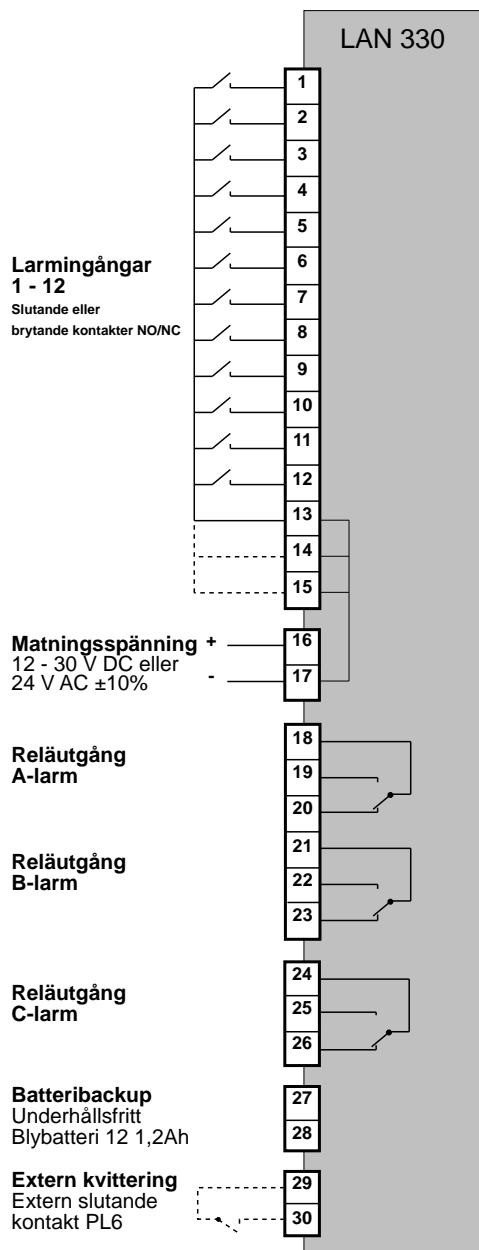 LAN 330
1
2
3
4
5
6
Larmingångar
1 - 12
Slutande eller
brytande kontakter NO/NC
7
8
9
10
11
12
13
14
15
Matningsspänning + 16
12 - 30 V DC eller
24 V AC ±10% - 17
18
Reläutgång
A-larm
19
20
21
Reläutgång
B-larm
22
23
24
Reläutgång
C-larm
25
26
Batteribackup 27
Underhållsfritt
Blybatteri 12 1,2Ah 28
Extern kvittering 29
Extern slutande
kontakt PL6 30